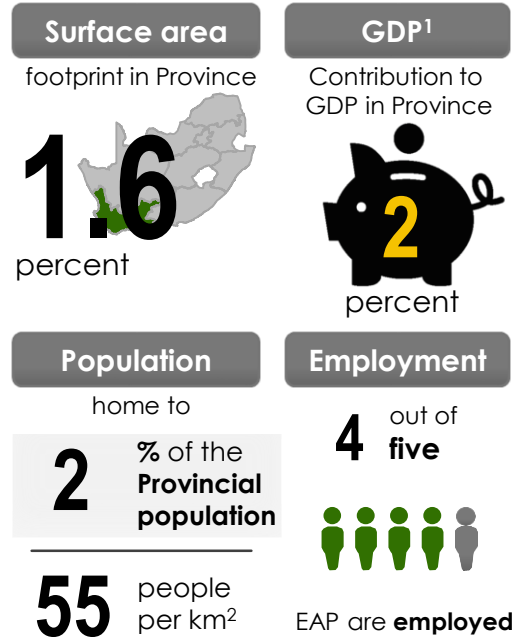 Surface area
footprint in Province
1.6
percent
GDP¹
Contribution to
GDP in Province
2
percent
Population
home to
2
% of the
Provincial
population
55
people
per km²
Employment
4
out of
five
EAP are employed